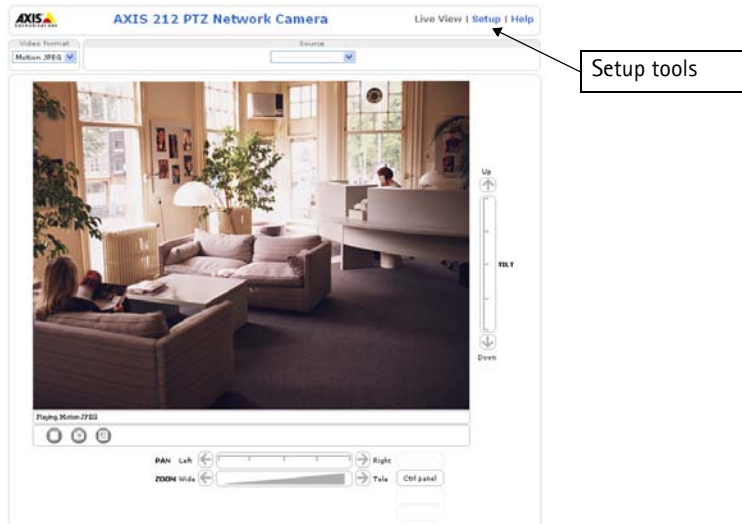 AXIS
COMMUNICATIONS
AXIS 212 PTZ Network Camera
Live View | Setup | Help
Video format
Source
Motion JPEG
Setup tools
Up
TILT
Down
Playing, Motion JPEG
PAN Left Right
ZOOM Wide Tele
Ctrl panel